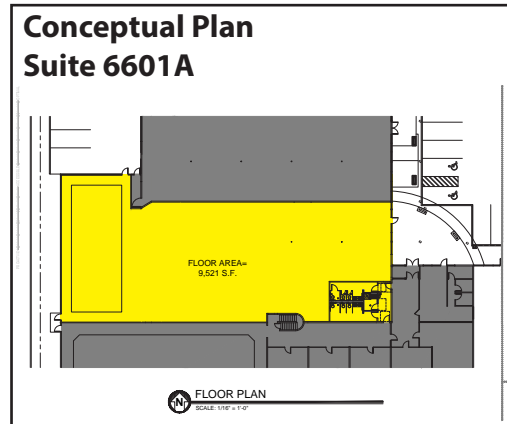 Conceptual Plan
Suite 6601A
FLOOR AREA=
9,521 S.F.
N
FLOOR PLAN
SCALE: 1/16" = 1'-0"